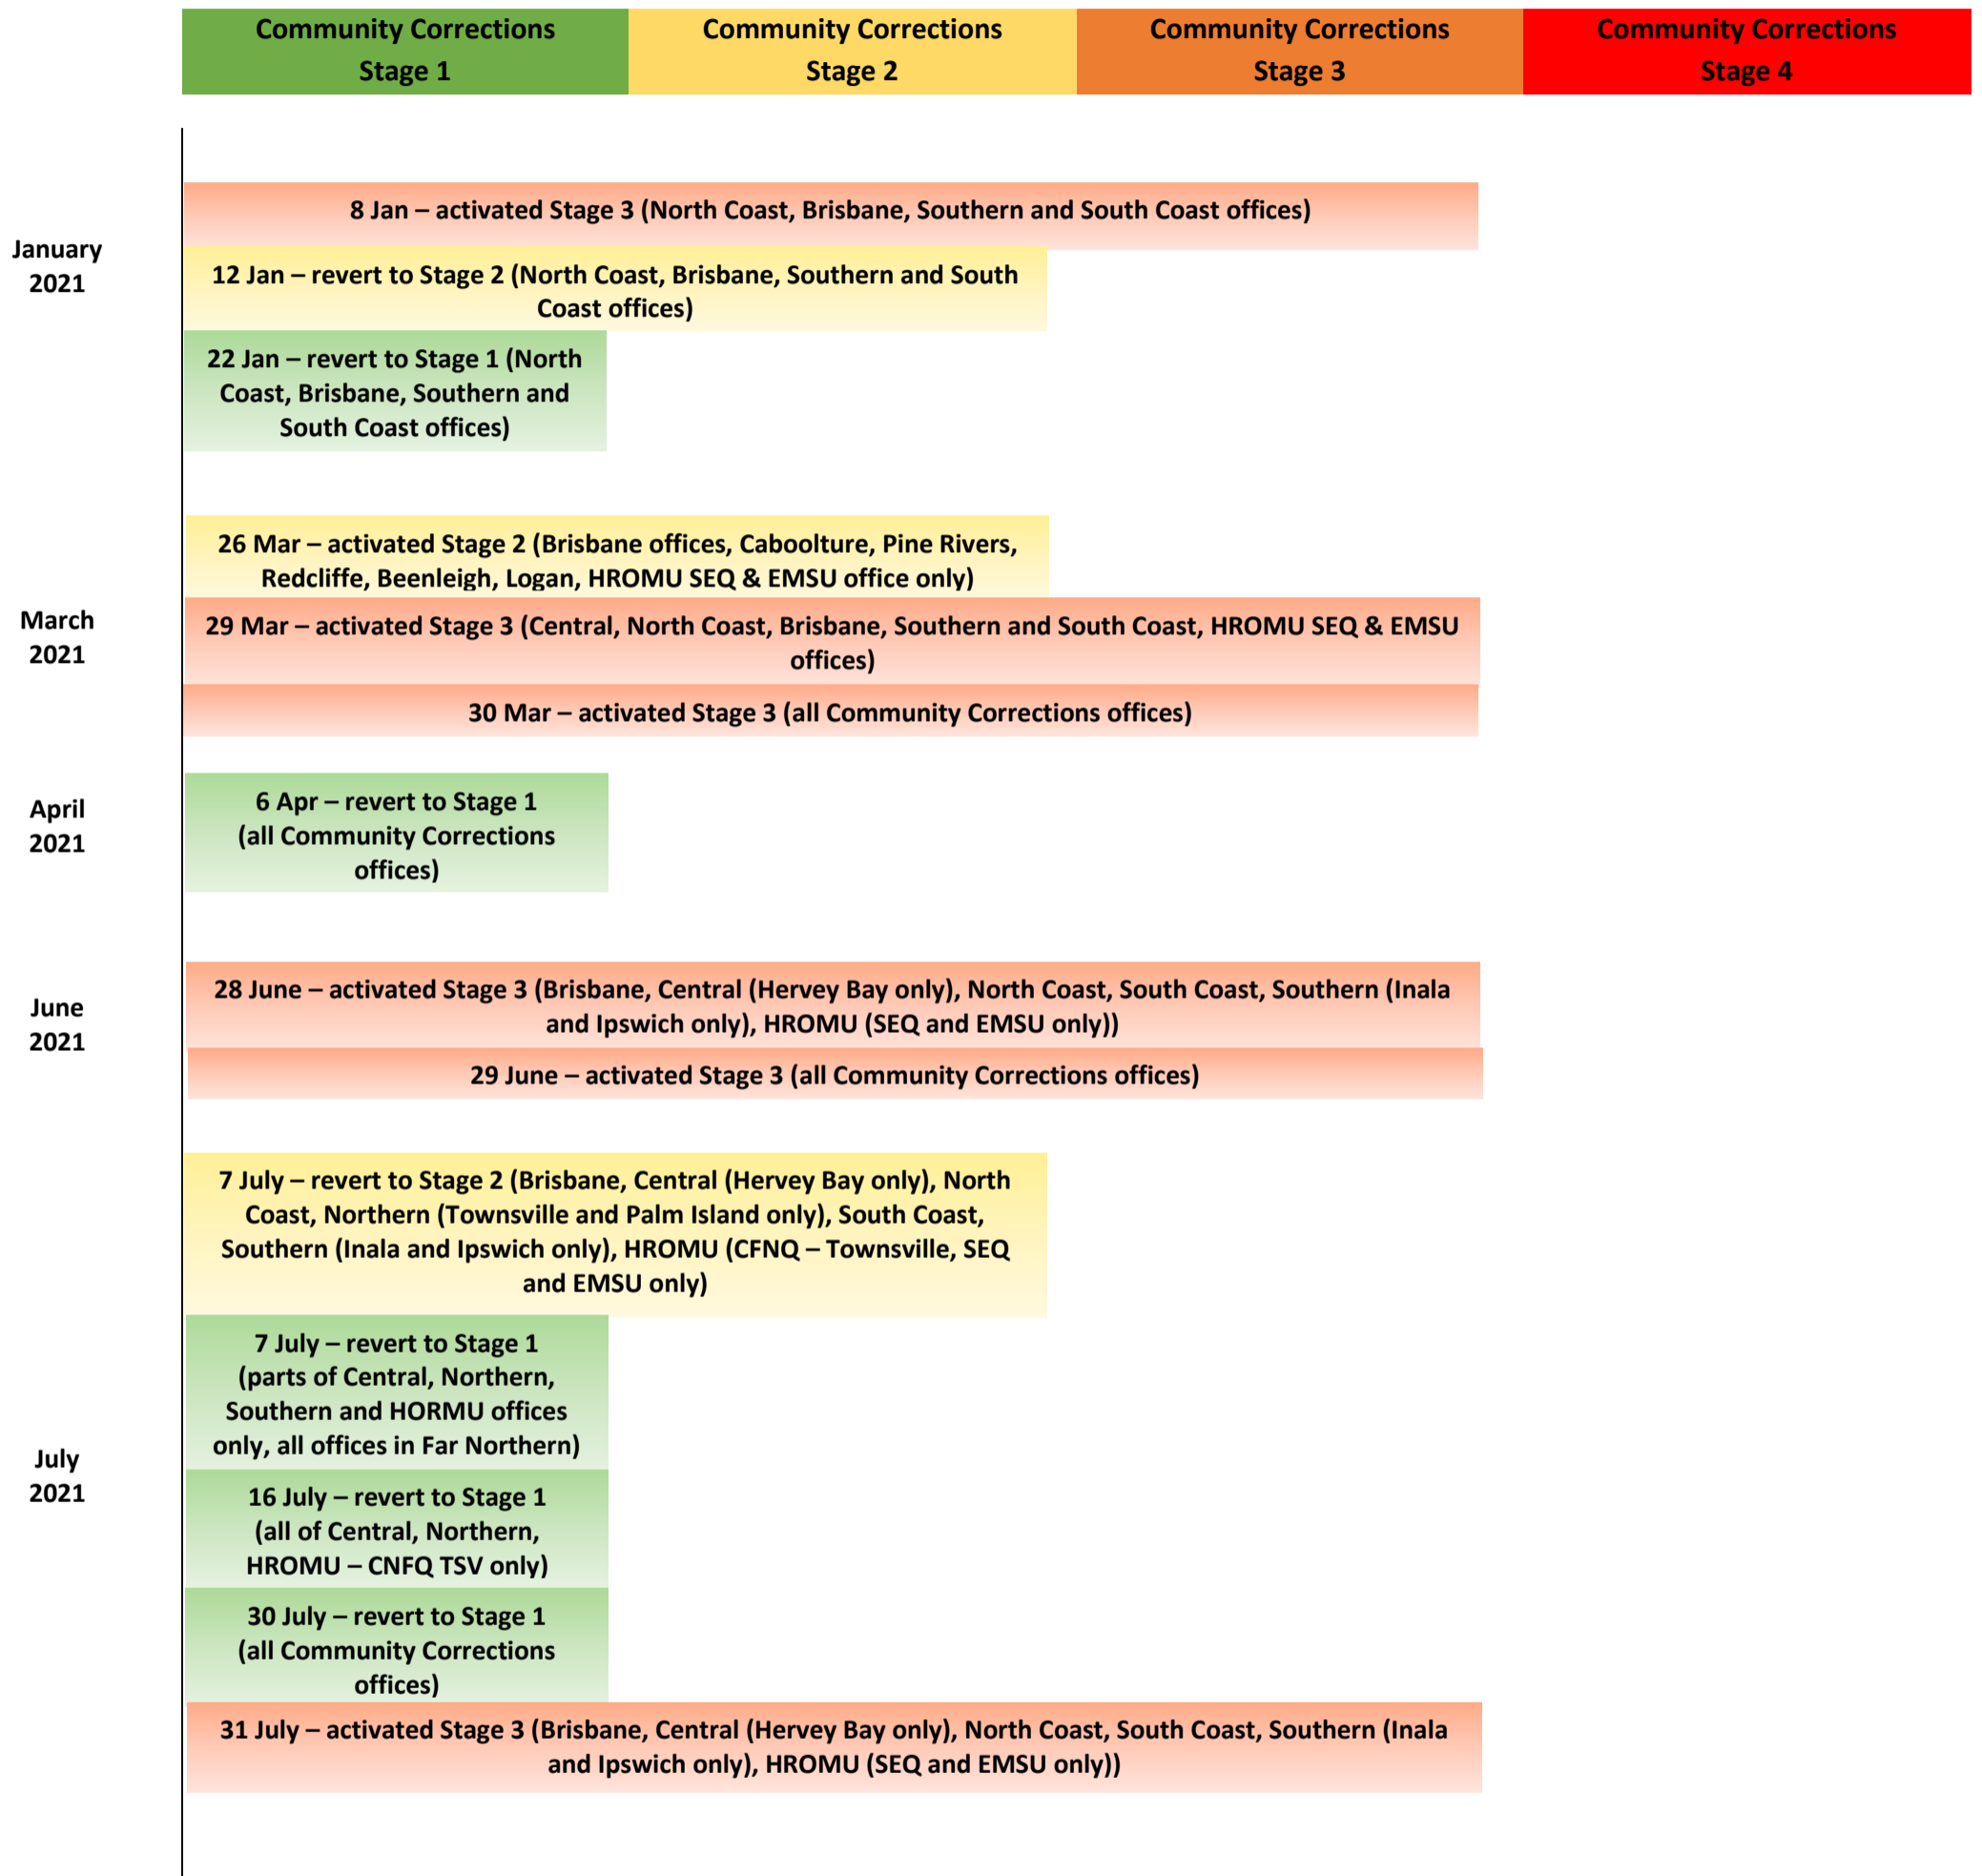 Community Corrections
Stage 1
Community Corrections
Stage 2
Community Corrections
Stage 3
Community Corrections
Stage 4
January
2021
8 Jan – activated Stage 3 (North Coast, Brisbane, Southern and South Coast offices)
12 Jan – revert to Stage 2 (North Coast, Brisbane, Southern and South
Coast offices)
22 Jan – revert to Stage 1 (North
Coast, Brisbane, Southern and
South Coast offices)
March
2021
26 Mar – activated Stage 2 (Brisbane offices, Caboolture, Pine Rivers,
Redcliffe, Beenleigh, Logan, HROMU SEQ & EMSU office only)
29 Mar – activated Stage 3 (Central, North Coast, Brisbane, Southern and South Coast, HROMU SEQ & EMSU
offices)
30 Mar – activated Stage 3 (all Community Corrections offices)
April
2021
6 Apr – revert to Stage 1
(all Community Corrections
offices)
June
2021
28 June – activated Stage 3 (Brisbane, Central (Hervey Bay only), North Coast, South Coast, Southern (Inala
and Ipswich only), HROMU (SEQ and EMSU only))
29 June – activated Stage 3 (all Community Corrections offices)
July
2021
7 July – revert to Stage 2 (Brisbane, Central (Hervey Bay only), North
Coast, Northern (Townsville and Palm Island only), South Coast,
Southern (Inala and Ipswich only), HROMU (CFNQ – Townsville, SEQ
and EMSU only)
7 July – revert to Stage 1
(parts of Central, Northern,
Southern and HORMU offices
only, all offices in Far Northern)
16 July – revert to Stage 1
(all of Central, Northern,
HROMU – CNFQ TSV only)
30 July – revert to Stage 1
(all Community Corrections
offices)
31 July – activated Stage 3 (Brisbane, Central (Hervey Bay only), North Coast, South Coast, Southern (Inala
and Ipswich only), HROMU (SEQ and EMSU only))